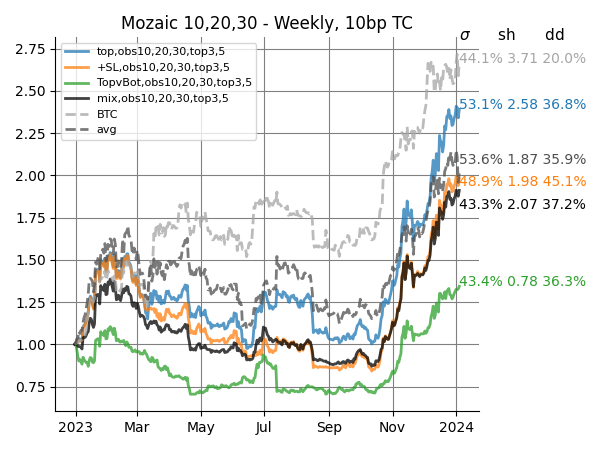 Mozaic 10,20,30 - Weekly, 10bp TC
σ sh dd
2.75
2.50
2.25
2.00
1.75
1.50
1.25
1.00
0.75
top,obs10,20,30,top3,5
+SL,obs10,20,30,top3,5
TopvBot,obs10,20,30,top3,5
mix,obs10,20,30,top3,5
BTC
avg
44.1% 3.71 20.0%
53.1% 2.58 36.8%
53.6% 1.87 35.9%
48.9% 1.98 45.1%
43.3% 2.07 37.2%
43.4% 0.78 36.3%
2023 Mar May Jul Sep Nov 2024